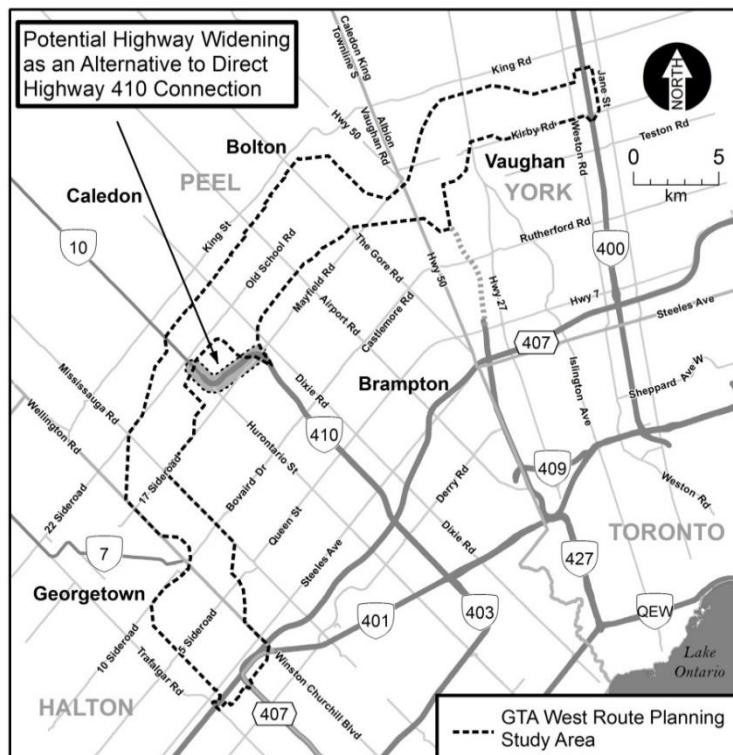 Potential Highway Widening
as an Alternative to Direct
Highway 410 Connection
Caledon King
Townline S
King Rd
Jane St
NORTH
Hwy 50
Albion
Vaughan Rd
Kirby Rd
Weston Rd
Teston Rd
0 5
km
Bolton
PEEL
Vaughan
YORK
Caledon
King St
Old School Rd
The Gore Rd
Rutherford Rd
10
400
Mayfield Rd
Airport Rd
Castlemore Rd
Hwy 50
Hwy 27
Hwy 7
Steeles Ave
407
Mississauga Rd
Wellington Rd
Dixie Rd
Brampton
Islington
Ave
Sheppard Ave W
410
Hurontario St
17 Sideroad
Bovaird Dr
Queen St
22 Sideroad
Derry Rd
Dixie Rd
409
Weston Rd
TORONTO
7
Steeles Ave
427
Georgetown
401
403
QEW
10 Sideroad
5 Sideroad
Trafalgar Rd
Winston Churchill Blvd
Lake
Ontario
HALTON
407
GTA West Route Planning
Study Area